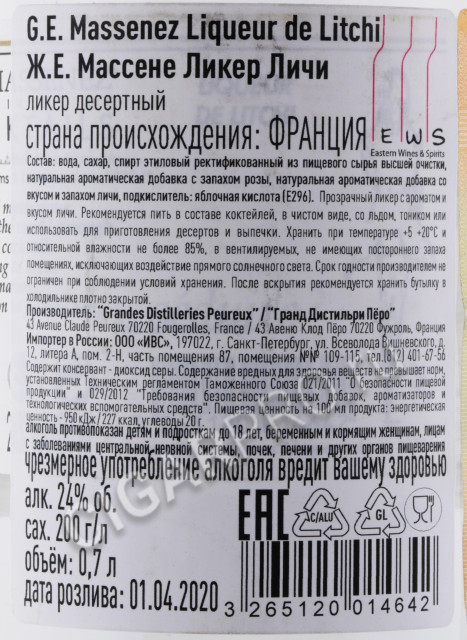 G.E. Massenez Liqueur de Litchi
Ж.Е. Массене Ликер Личи
ликер десертный
страна происхождения: ФРАНЦИЯ
EWS
Eastern Wines & Spirits
Состав: вода, сахар, спирт этиловый ректификованный из пищевого сырья высшей очистки,
натуральная ароматическая добавка с запахом розы, натуральная ароматическая добавка со
вкусом и запахом личи, подкислитель: яблочная кислота (E296). Прозрачный ликер с ароматом и
вкусом личи. Рекомендуется пить в составе коктейлей, в чистом виде, со льдом, тоником или
использовать для приготовления десертов и выпечки. Хранить при температуре +5 +20°С и
относительной влажности не более 85%, в вентилируемых, не имеющих постороннего запаха
помещениях, исключающих воздействие прямого солнечного света. Срок годности производителем не
ограничен при соблюдении условий хранения. После вскрытия рекомендуется хранить бутылку в
холодильнике плотно закрытой.
Производитель: "Grandes Distilleries Peureux" / "Гранд Дистильри Пёро"
43 Avenue Claude Peureux 70220 Fougerolles, France / 43 Авеню Клод Пёро 70220 Фужроль, Франция
Импортер в России: ООО «ИВС», 197022, г. Санкт-Петербург, ул. Всеволода Вишневского, д.
12, литера А, пом. 2-Н, часть помещения 87, помещения №№ 109-115, тел.(812) 401-67-56
Содержит консервант - диоксид серы. Содержание вредных для здоровья веществ не превышает норм,
установленных Техническим регламентом Таможенного Союза 021/2011 "О безопасности пищевой
продукции" и 029/2012 "Требования безопасности пищевых добавок, ароматизаторов и
технологических вспомогательных средств". Пищевая ценность на 100 мл продукта: энергетическая
ценность - 950 кДж / 227 ккал, углеводы 20 г.
алкоголь противопоказан детям и подросткам до 18 лет, беременным и кормящим женщинам, лицам
с заболеваниями центральной нервной системы, почек, печени и других органов пищеварения
чрезмерное употребление алкоголя вредит вашему здоровью
алк. 24% об.
сах. 200 г/л
объём: 0,7 л
дата розлива: 01.04.2020
EAC
AC/ALU
GL
3 265120 014642